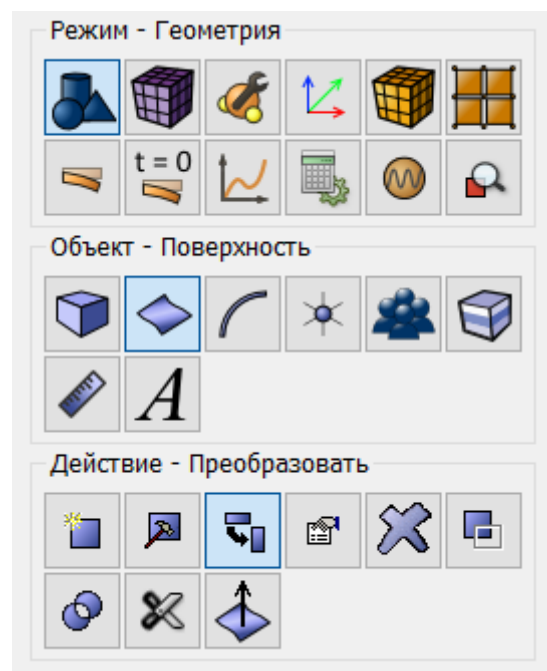 Режим - Геометрия
t = 0
Объект - Поверхность
A
Действие - Преобразовать